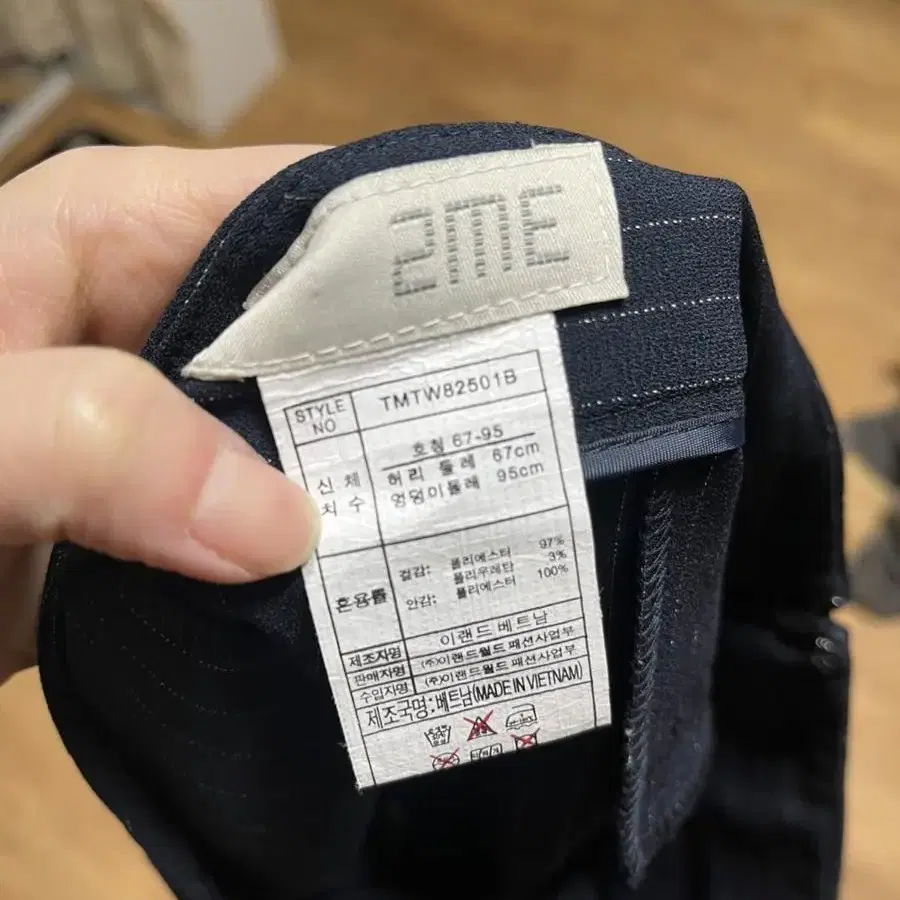 2ME
STYLE NO TMTW82501B
신체 치수
호칭 67-95
허리 둘레 67cm
엉덩이둘레 95cm
혼용률
겉감: 폴리에스터 97%
폴리우레탄 3%
안감: 폴리에스터 100%
제조자명 이랜드 베트남
판매자명 (주)이랜드월드 패션사업부
수입자명 (주)이랜드월드 패션사업부
제조국명:베트남(MADE IN VIETNAM)